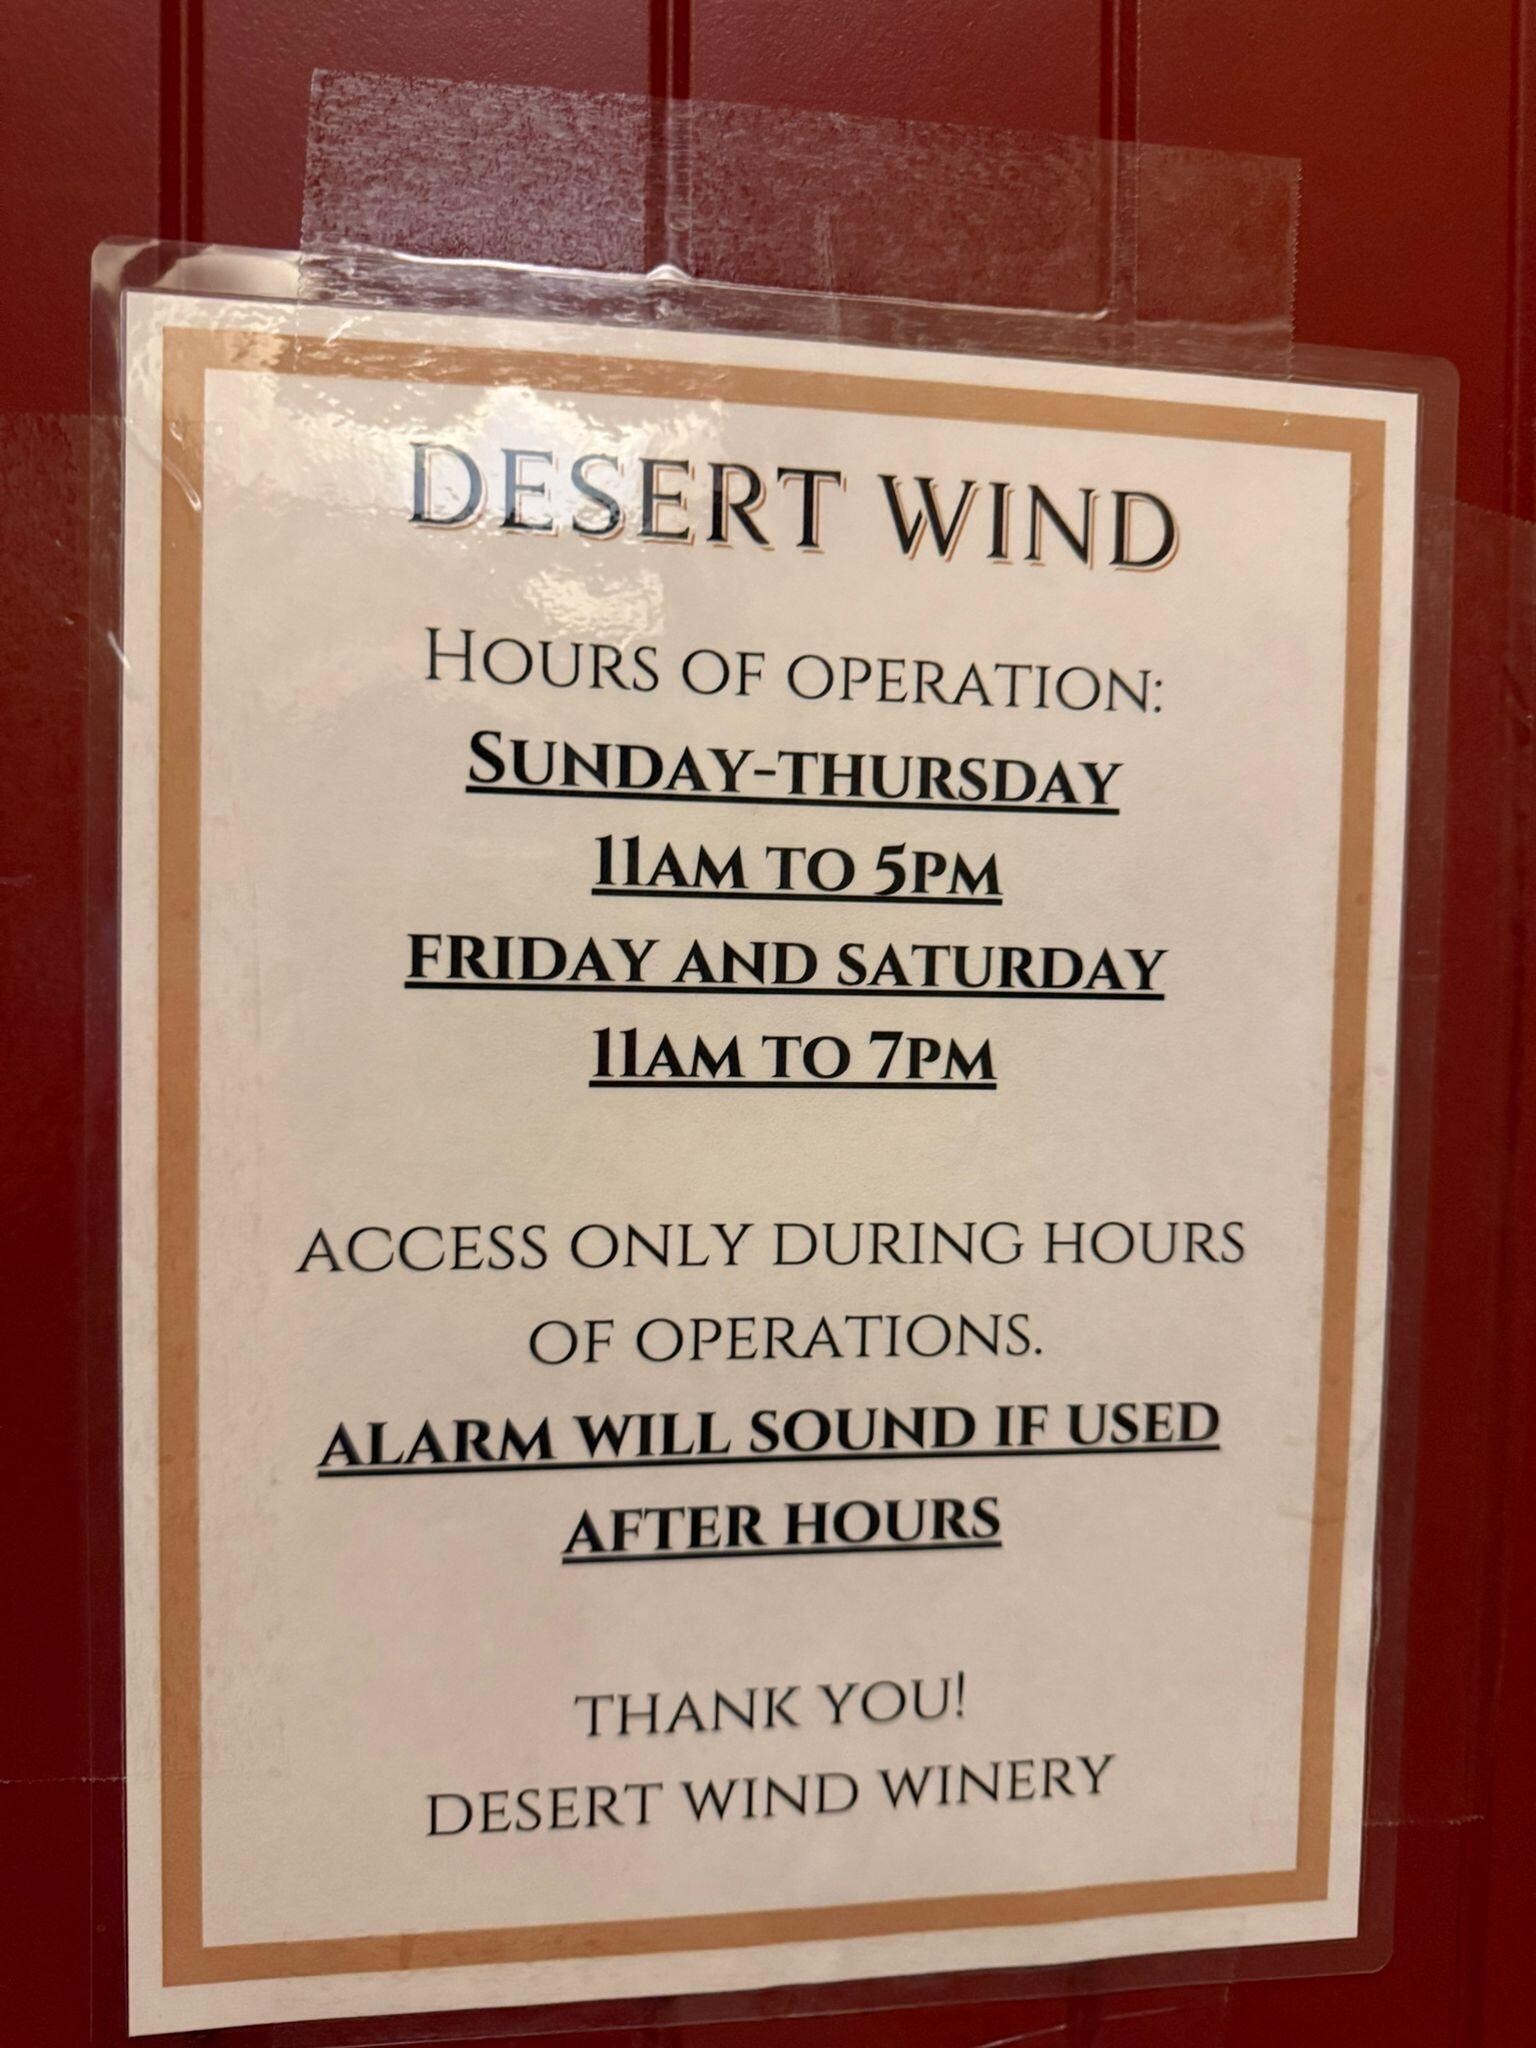 DESERT WIND
HOURS OF OPERATION:
SUNDAY-THURSDAY
11AM TO 5PM
FRIDAY AND SATURDAY
11AM TO 7PM
ACCESS ONLY DURING HOURS
OF OPERATIONS.
ALARM WILL SOUND IF USED
AFTER HOURS
THANK YOU!
DESERT WIND WINERY